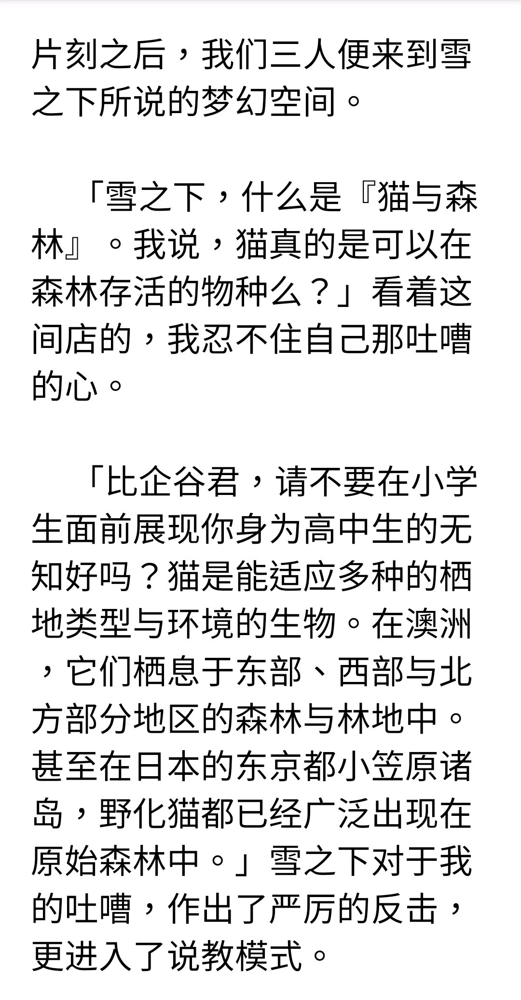 片刻之后，我们三人便来到雪
之下所说的梦幻空间。
「雪之下，什么是『猫与森
林』。我说，猫真的是可以在
森林存活的物种么？」看着这
间店的，我忍不住自己那吐嘈
的心。
「比企谷君，请不要在小学
生面前展现你身为高中生的无
知好吗？猫是能适应多种的栖
地类型与环境的生物。在澳洲
，它们栖息于东部、西部与北
方部分地区的森林与林地中。
甚至在日本的东京都小笠原诸
岛，野化猫都已经广泛出现在
原始森林中。」雪之下对于我
的吐嘈，作出了严厉的反击，
更进入了说教模式。